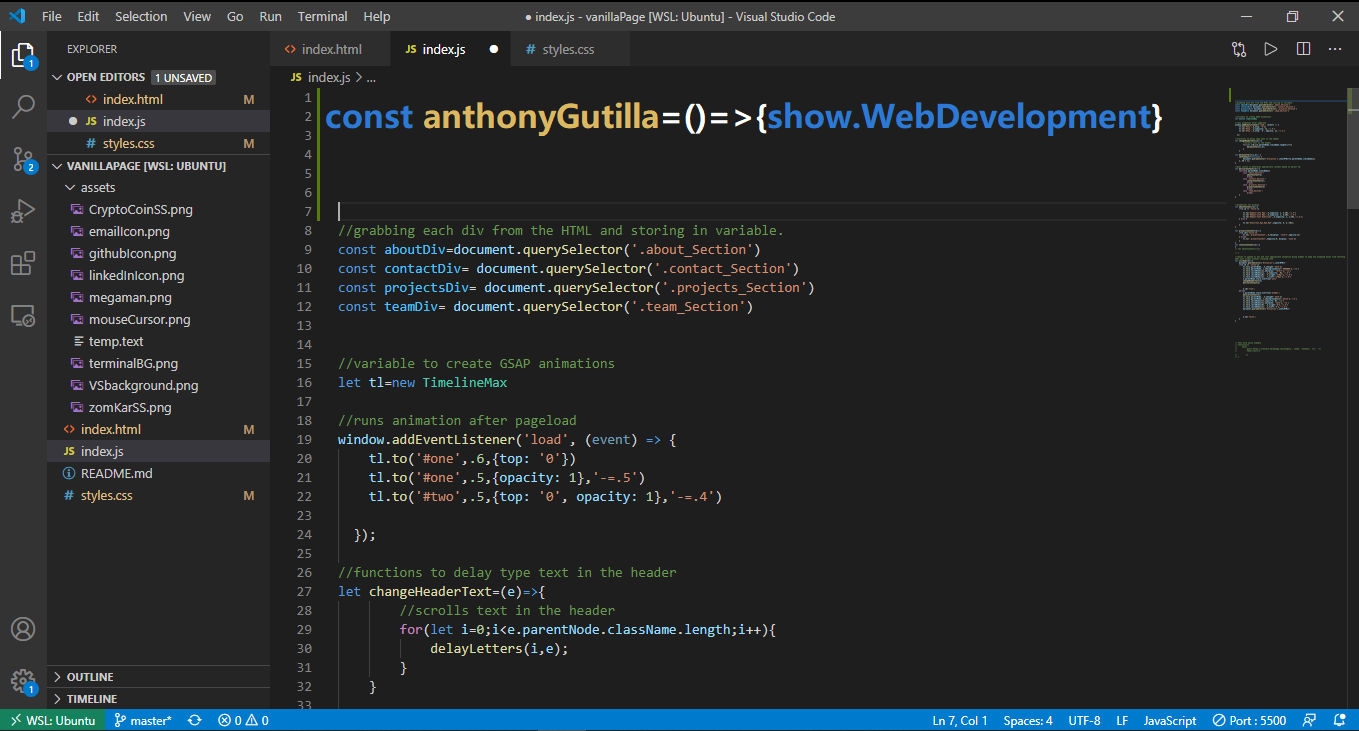 File Edit Selection View Go Run Terminal Help
● index.js - vanillaPage [WSL: Ubuntu] - Visual Studio Code
EXPLORER
OPEN EDITORS 1 UNSAVED
<> index.html M
● JS index.js
# styles.css M
VANILLAPAGE [WSL: UBUNTU]
assets
CryptoCoinSS.png
emailIcon.png
githubIcon.png
linkedInIcon.png
megaman.png
mouseCursor.png
temp.text
terminalBG.png
VSbackground.png
zomKarSS.png
<> index.html M
JS index.js
README.md
# styles.css M
OUTLINE
TIMELINE
1
2
1
<> index.html JS index.js ● # styles.css
JS index.js > ...
1
2 const anthonyGutilla=()=>{show.WebDevelopment}
3
4
5
6
7
8 //grabbing each div from the HTML and storing in variable.
9 const aboutDiv=document.querySelector('.about_Section')
10 const contactDiv= document.querySelector('.contact_Section')
11 const projectsDiv= document.querySelector('.projects_Section')
12 const teamDiv= document.querySelector('.team_Section')
13
14
15 //variable to create GSAP animations
16 let tl=new TimelineMax
17
18 //runs animation after pageload
19 window.addEventListener('load', (event) => {
20 tl.to('#one',.6,{top: '0'})
21 tl.to('#one',.5,{opacity: 1},'-=.5')
22 tl.to('#two',.5,{top: '0', opacity: 1},'-=.4')
23
24 });
25
26 //functions to delay type text in the header
27 let changeHeaderText=(e)=>{
28 //scrolls text in the header
29 for(let i=0;i<e.parentNode.className.length;i++){
30 delayLetters(i,e);
31 }
32 }
33
WSL: Ubuntu master* 0 0 Ln 7, Col 1 Spaces: 4 UTF-8 LF JavaScript Port : 5500